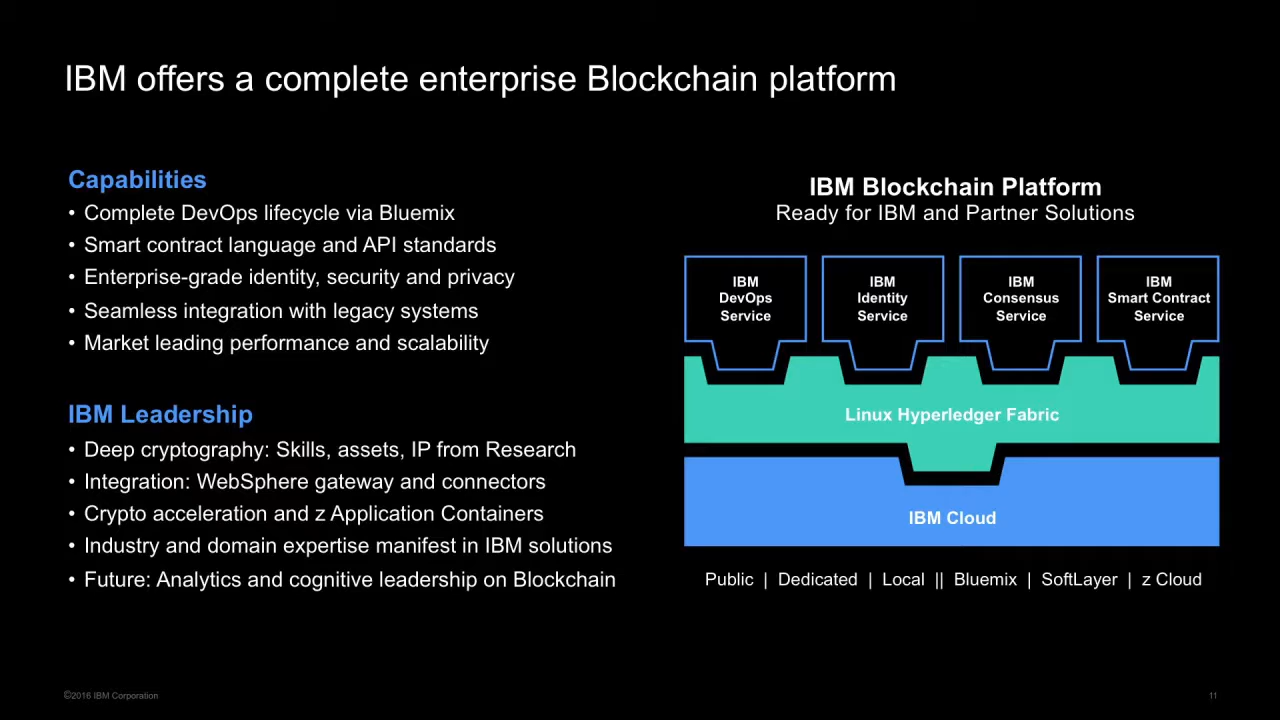 IBM offers a complete enterprise Blockchain platform
Capabilities
• Complete DevOps lifecycle via Bluemix
• Smart contract language and API standards
• Enterprise-grade identity, security and privacy
• Seamless integration with legacy systems
• Market leading performance and scalability
IBM Leadership
• Deep cryptography: Skills, assets, IP from Research
• Integration: WebSphere gateway and connectors
• Crypto acceleration and z Application Containers
• Industry and domain expertise manifest in IBM solutions
• Future: Analytics and cognitive leadership on Blockchain
IBM Blockchain Platform
Ready for IBM and Partner Solutions
IBM
DevOps
Service
IBM
Identity
Service
IBM
Consensus
Service
IBM
Smart Contract
Service
Linux Hyperledger Fabric
IBM Cloud
Public | Dedicated | Local || Bluemix | SoftLayer | z Cloud
©2016 IBM Corporation
11